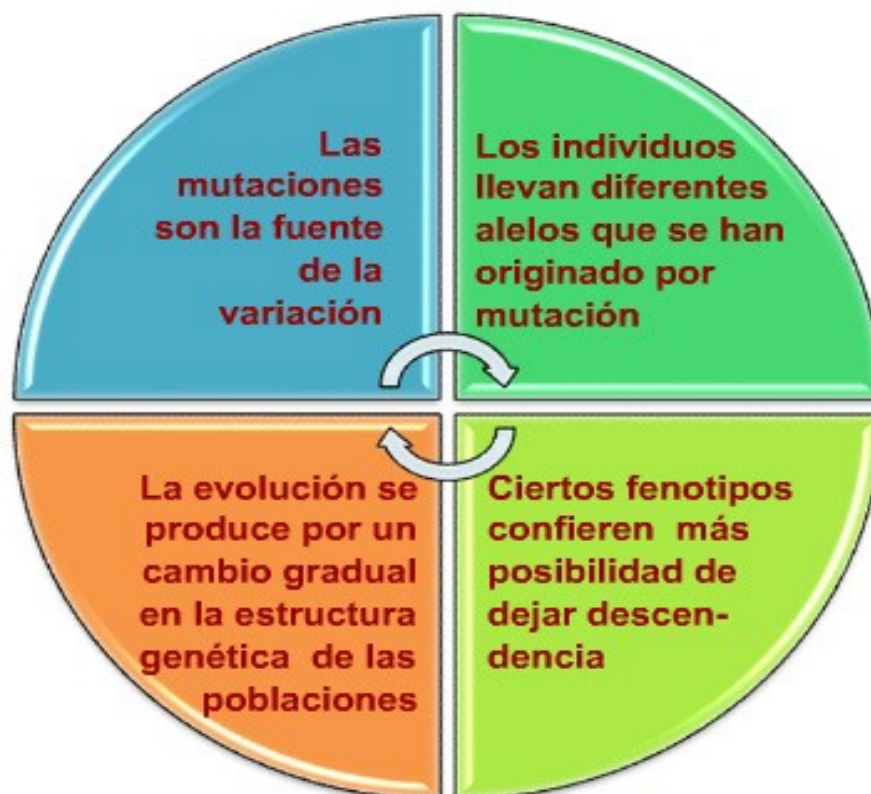 Las
mutaciones
son la fuente
de la
variación
Los individuos
llevan diferentes
alelos que se han
originado por
mutación
La evolución se
produce por un
cambio gradual
en la estructura
genética de las
poblaciones
Ciertos fenotipos
confieren más
posibilidad de
dejar descen-
dencia